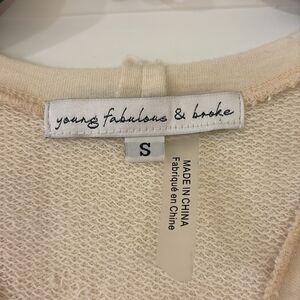 young fabulous & broke
S
MADE IN CHINA
Fabriqué en Chine